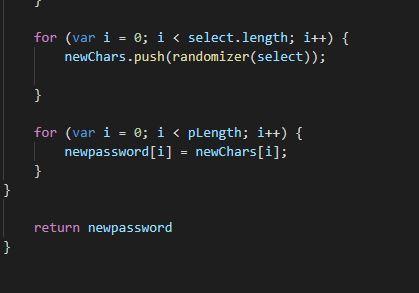 }
for (var i = 0; i < select.length; i++) {
newChars.push(randomizer(select));
}
for (var i = 0; i < pLength; i++) {
newpassword[i] = newChars[i];
}
}
return newpassword
}